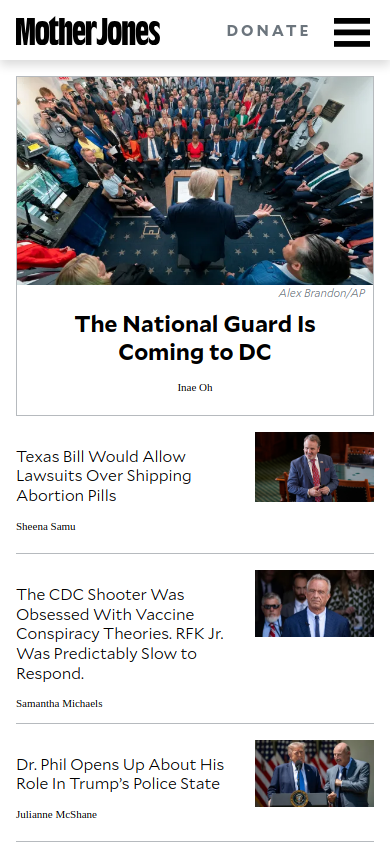 Mother Jones
DONATE
Alex Brandon/AP
The National Guard Is
Coming to DC
Inae Oh
Texas Bill Would Allow
Lawsuits Over Shipping
Abortion Pills
Sheena Samu
The CDC Shooter Was
Obsessed With Vaccine
Conspiracy Theories. RFK Jr.
Was Predictably Slow to
Respond.
Samantha Michaels
Dr. Phil Opens Up About His
Role In Trump’s Police State
Julianne McShane